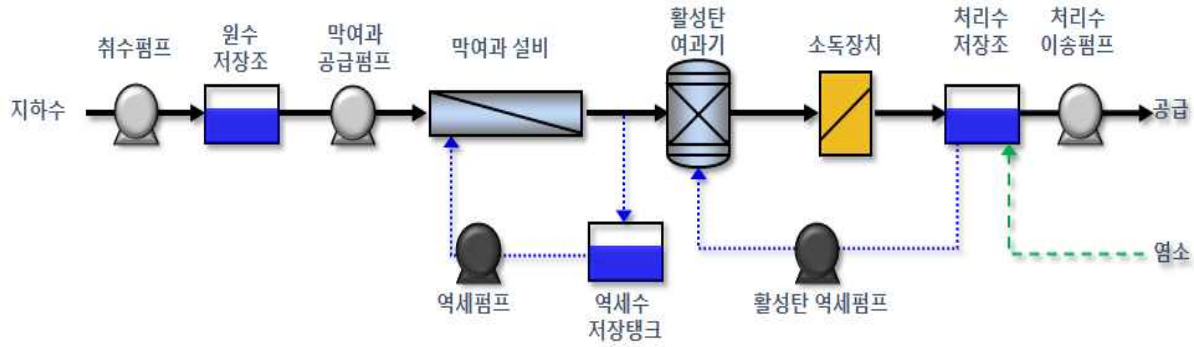 취수펌프
원수
저장조
막여과
공급펌프
막여과 설비
활성탄
여과기
소독장치
처리수
저장조
처리수
이송펌프
지하수
공급
염소
역세펌프
역세수
저장탱크
활성탄 역세펌프